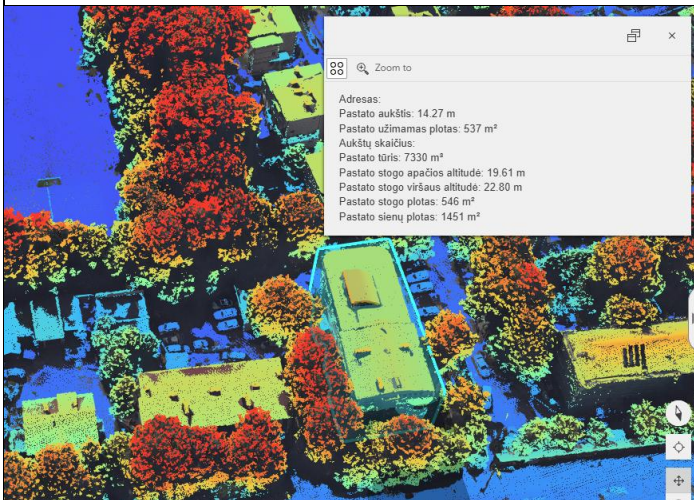 Zoom to
Adresas:
Pastato aukštis: 14.27 m
Pastato užimamas plotas: 537 m²
Aukštų skaičius:
Pastato tūris: 7330 m³
Pastato stogo apačios altitudė: 19.61 m
Pastato stogo viršaus altitudė: 22.80 m
Pastato stogo plotas: 546 m²
Pastato sienų plotas: 1451 m²